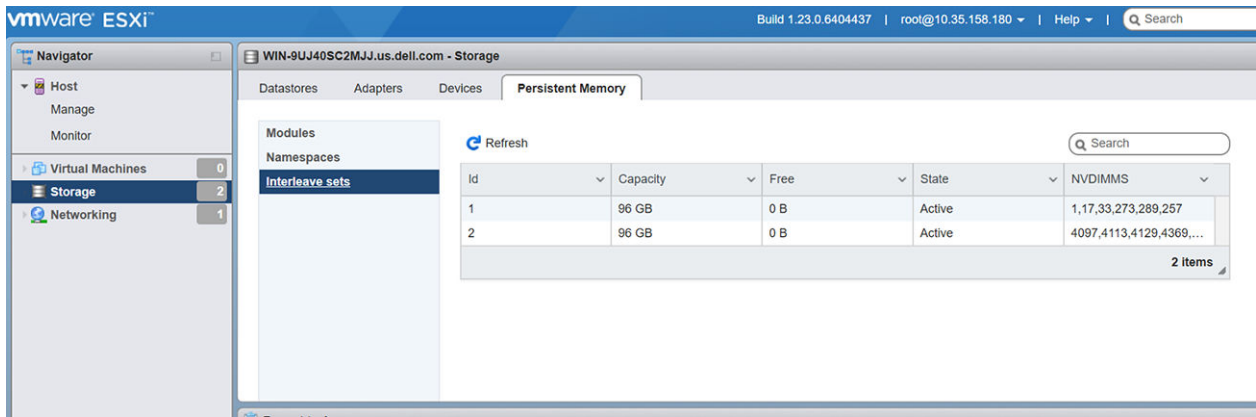 vmware ESXi™
Build 1.23.0.6404437 | root@10.35.158.180 | Help | Search
Navigator
WIN-9UJ40SC2MJJ.us.dell.com - Storage
Host
Manage
Monitor
Virtual Machines 0
Storage 2
Networking 1
Datastores Adapters Devices Persistent Memory
Modules
Namespaces
Interleave sets
Refresh
Search
Id Capacity Free State NVDIMMS
1 96 GB 0 B Active 1,17,33,273,289,257
2 96 GB 0 B Active 4097,4113,4129,4369,...
2 items